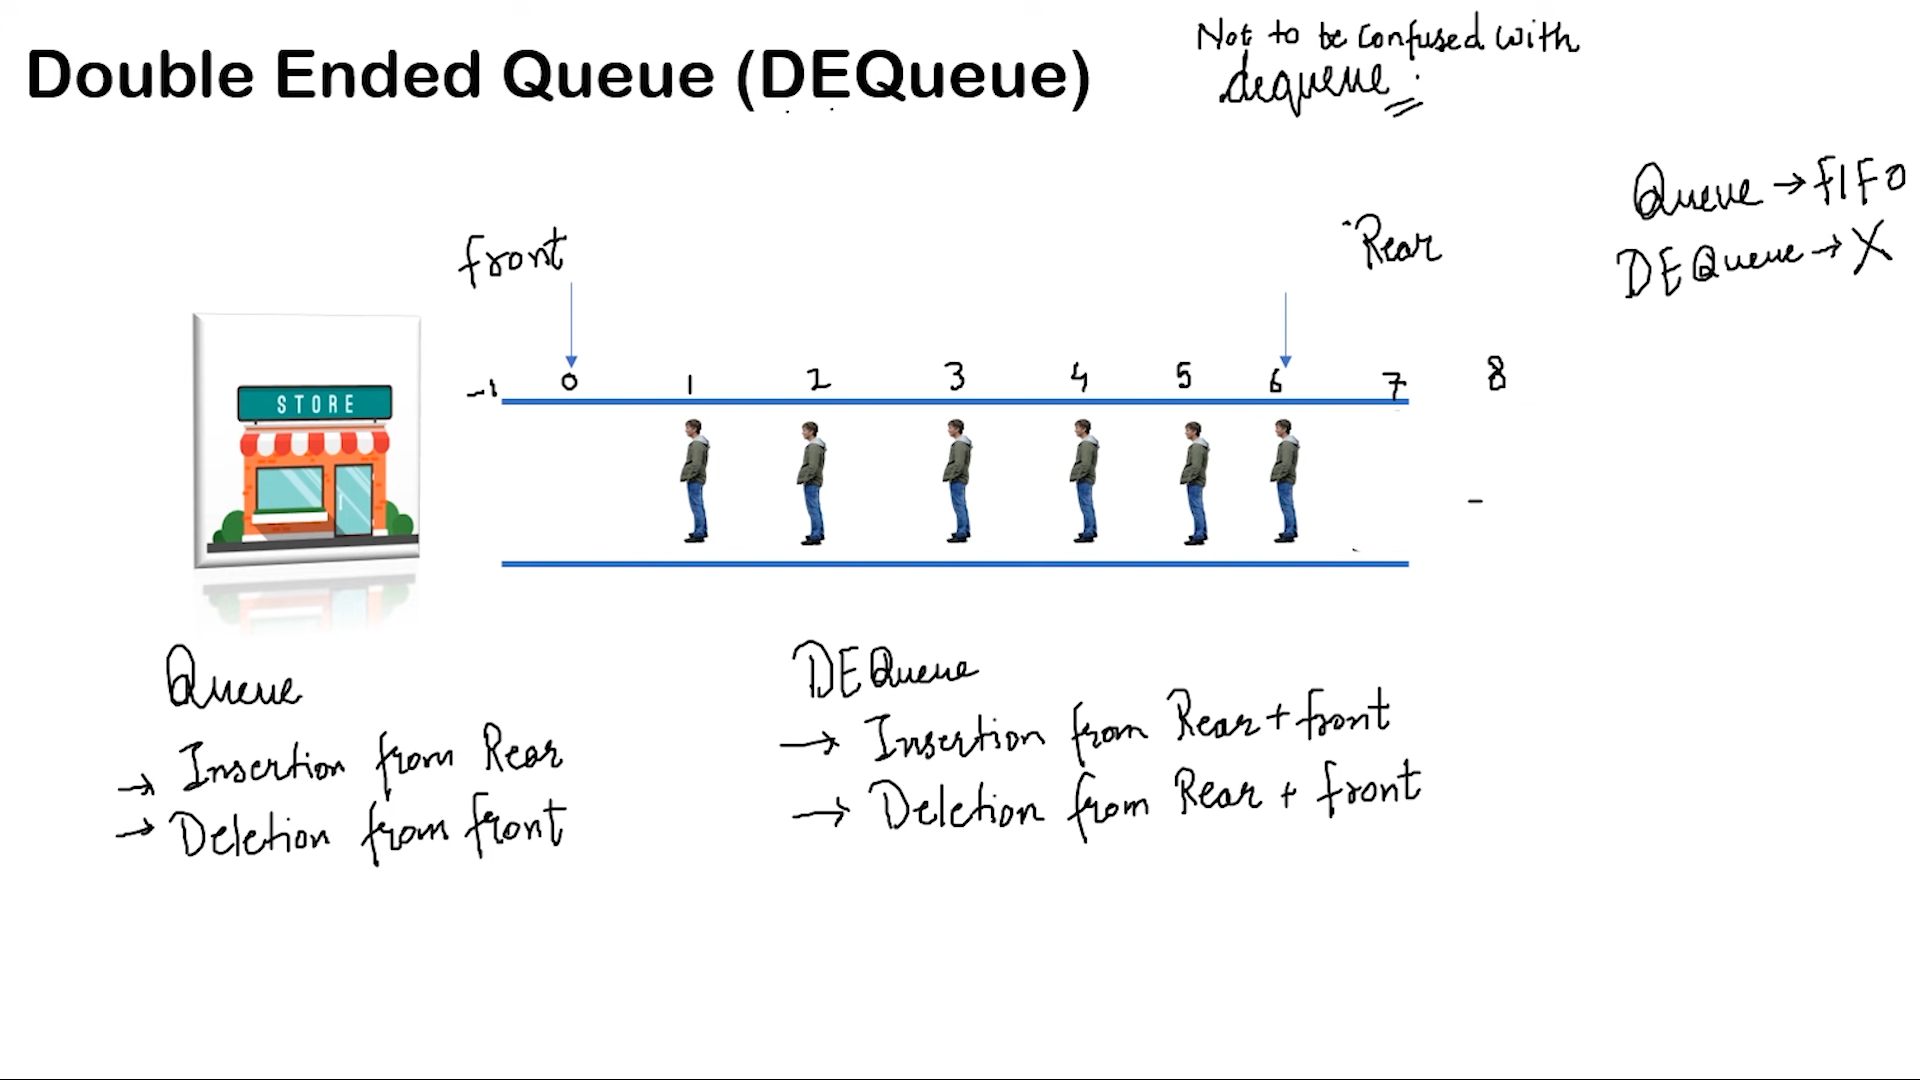 Double Ended Queue (DEQueue)
Not to be confused with
dequeue
Queue → FIFO
DEQueue → X
front
Rear
-1 0 1 2 3 4 5 6 7 8
STORE
Queue
→ Insertion from Rear
→ Deletion from front
DEQueue
→ Insertion from Rear + front
→ Deletion from Rear + front